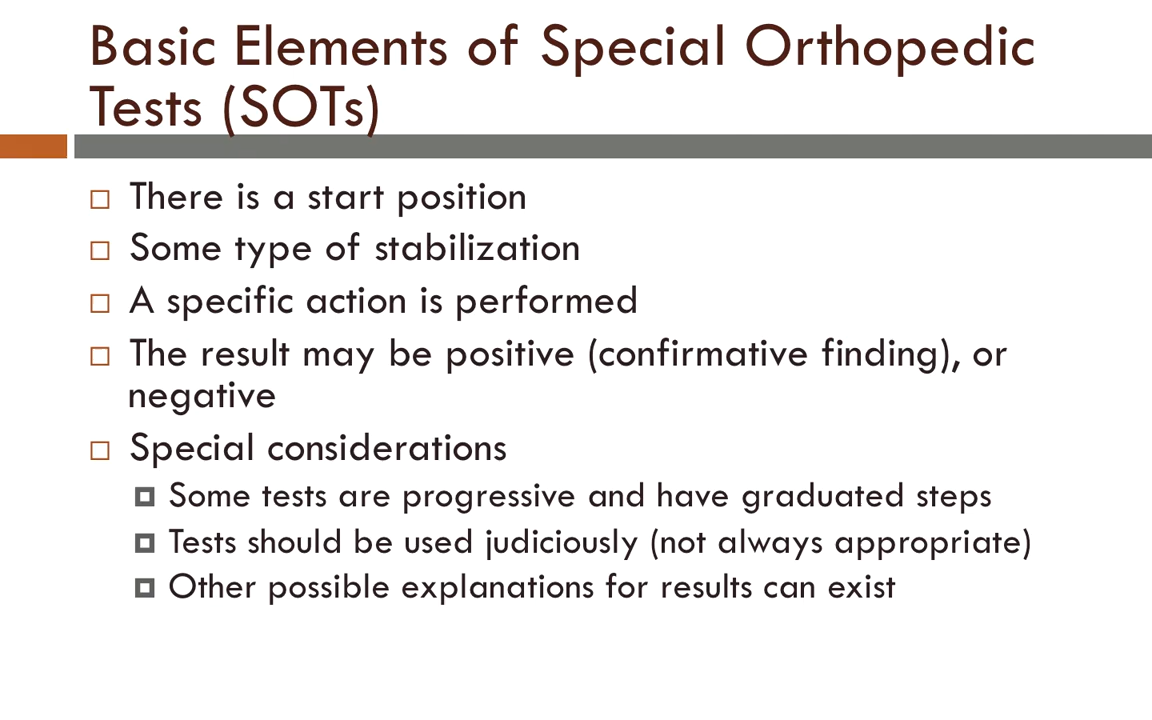 Basic Elements of Special Orthopedic
Tests (SOTs)
There is a start position
Some type of stabilization
A specific action is performed
The result may be positive (confirmative finding), or
negative
Special considerations
Some tests are progressive and have graduated steps
Tests should be used judiciously (not always appropriate)
Other possible explanations for results can exist